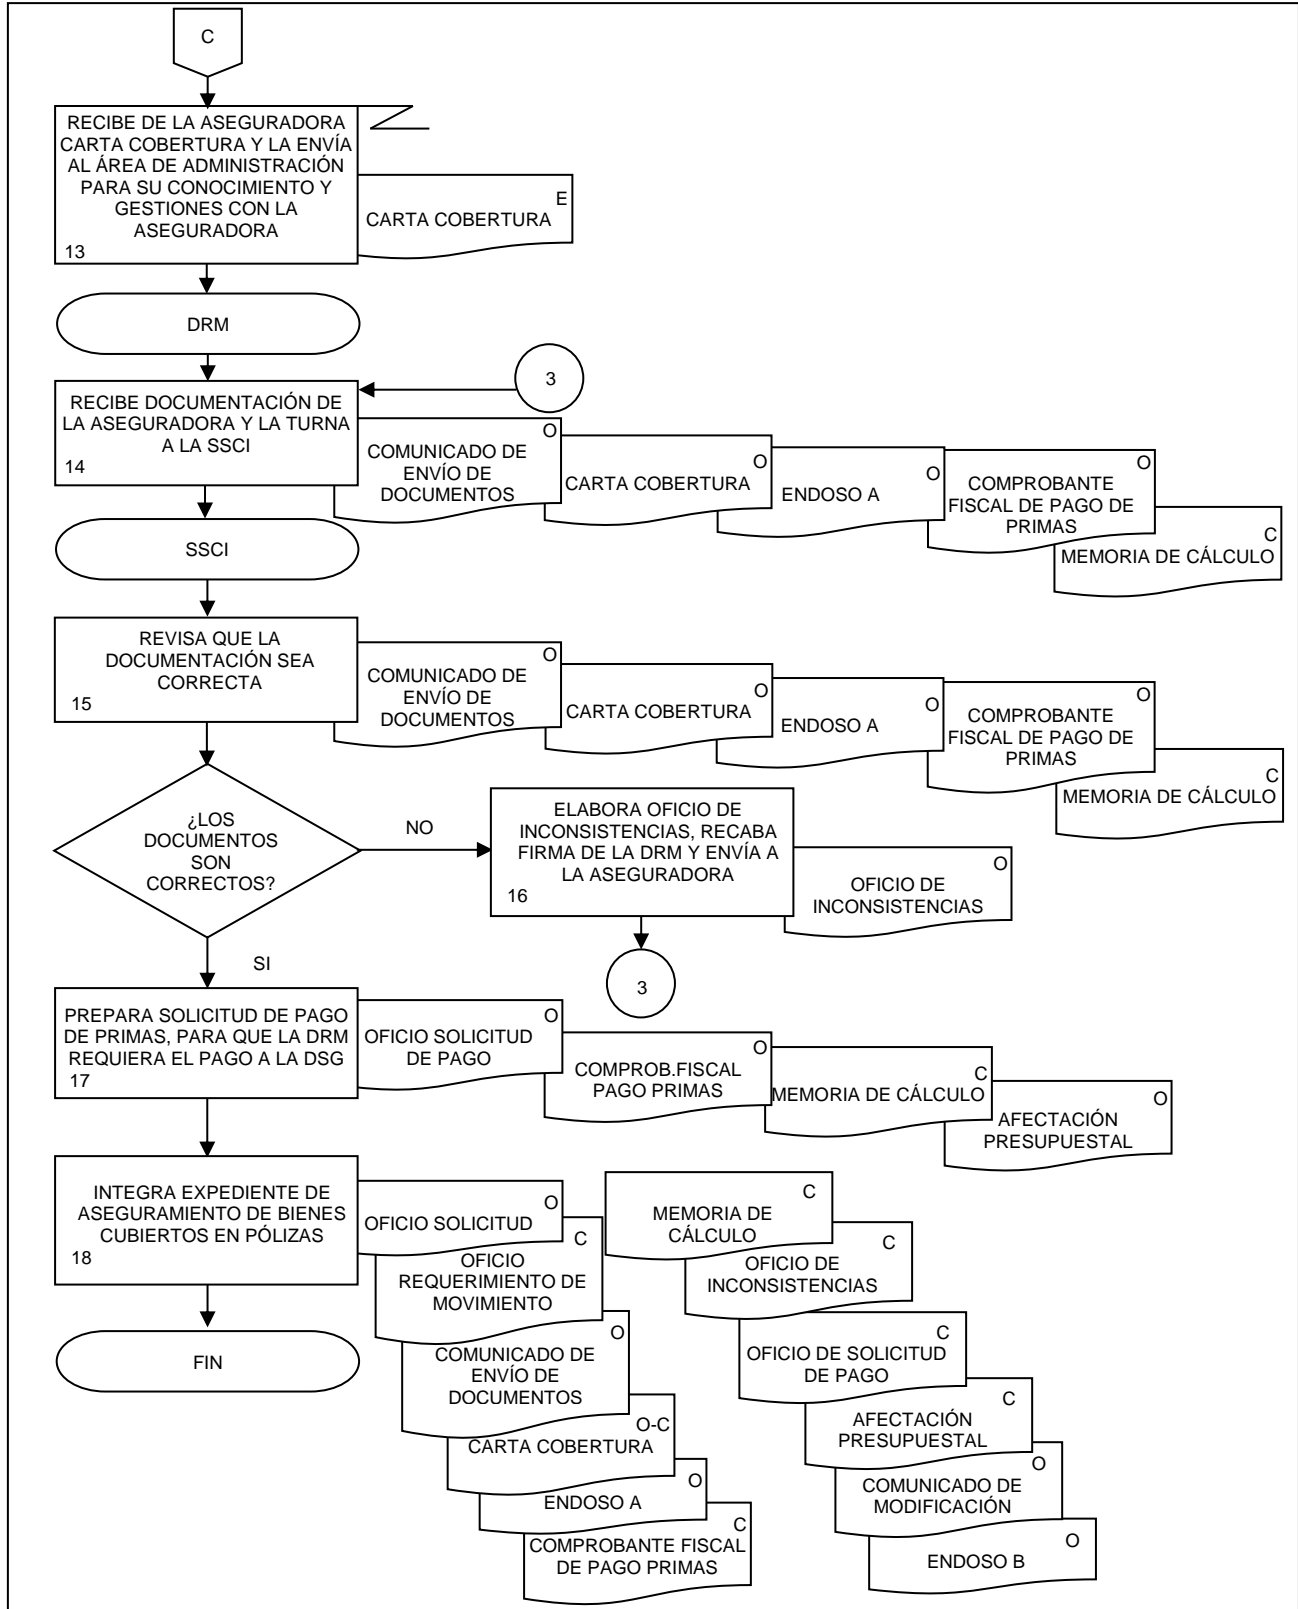 C
RECIBE DE LA ASEGURADORA
CARTA COBERTURA Y LA ENVÍA
AL ÁREA DE ADMINISTRACIÓN
PARA SU CONOCIMIENTO Y
GESTIONES CON LA
ASEGURADORA
13
E
CARTA COBERTURA
DRM
3
RECIBE DOCUMENTACIÓN DE
LA ASEGURADORA Y LA TURNA
A LA SSCI
14
O
COMUNICADO DE
ENVÍO DE
DOCUMENTOS
O
CARTA COBERTURA
O
ENDOSO A
O
COMPROBANTE
FISCAL DE PAGO DE
PRIMAS
C
MEMORIA DE CÁLCULO
SSCI
REVISA QUE LA
DOCUMENTACIÓN SEA
CORRECTA
15
O
COMUNICADO DE
ENVÍO DE
DOCUMENTOS
O
CARTA COBERTURA
O
ENDOSO A
O
COMPROBANTE
FISCAL DE PAGO DE
PRIMAS
C
MEMORIA DE CÁLCULO
¿LOS
DOCUMENTOS
SON
CORRECTOS?
NO
ELABORA OFICIO DE
INCONSISTENCIAS, RECABA
FIRMA DE LA DRM Y ENVÍA A
LA ASEGURADORA
16
O
OFICIO DE
INCONSISTENCIAS
3
SI
PREPARA SOLICITUD DE PAGO
DE PRIMAS, PARA QUE LA DRM
REQUIERA EL PAGO A LA DSG
17
O
OFICIO SOLICITUD
DE PAGO
O
COMPROB.FISCAL
PAGO PRIMAS
C
MEMORIA DE CÁLCULO
O
AFECTACIÓN
PRESUPUESTAL
INTEGRA EXPEDIENTE DE
ASEGURAMIENTO DE BIENES
CUBIERTOS EN PÓLIZAS
18
O
OFICIO SOLICITUD
C
OFICIO
REQUERIMIENTO DE
MOVIMIENTO
O
COMUNICADO DE
ENVÍO DE
DOCUMENTOS
O-C
CARTA COBERTURA
O
ENDOSO A
C
COMPROBANTE FISCAL
DE PAGO PRIMAS
C
MEMORIA DE
CÁLCULO
C
OFICIO DE
INCONSISTENCIAS
C
OFICIO DE SOLICITUD
DE PAGO
C
AFECTACIÓN
PRESUPUESTAL
O
COMUNICADO DE
MODIFICACIÓN
O
ENDOSO B
FIN